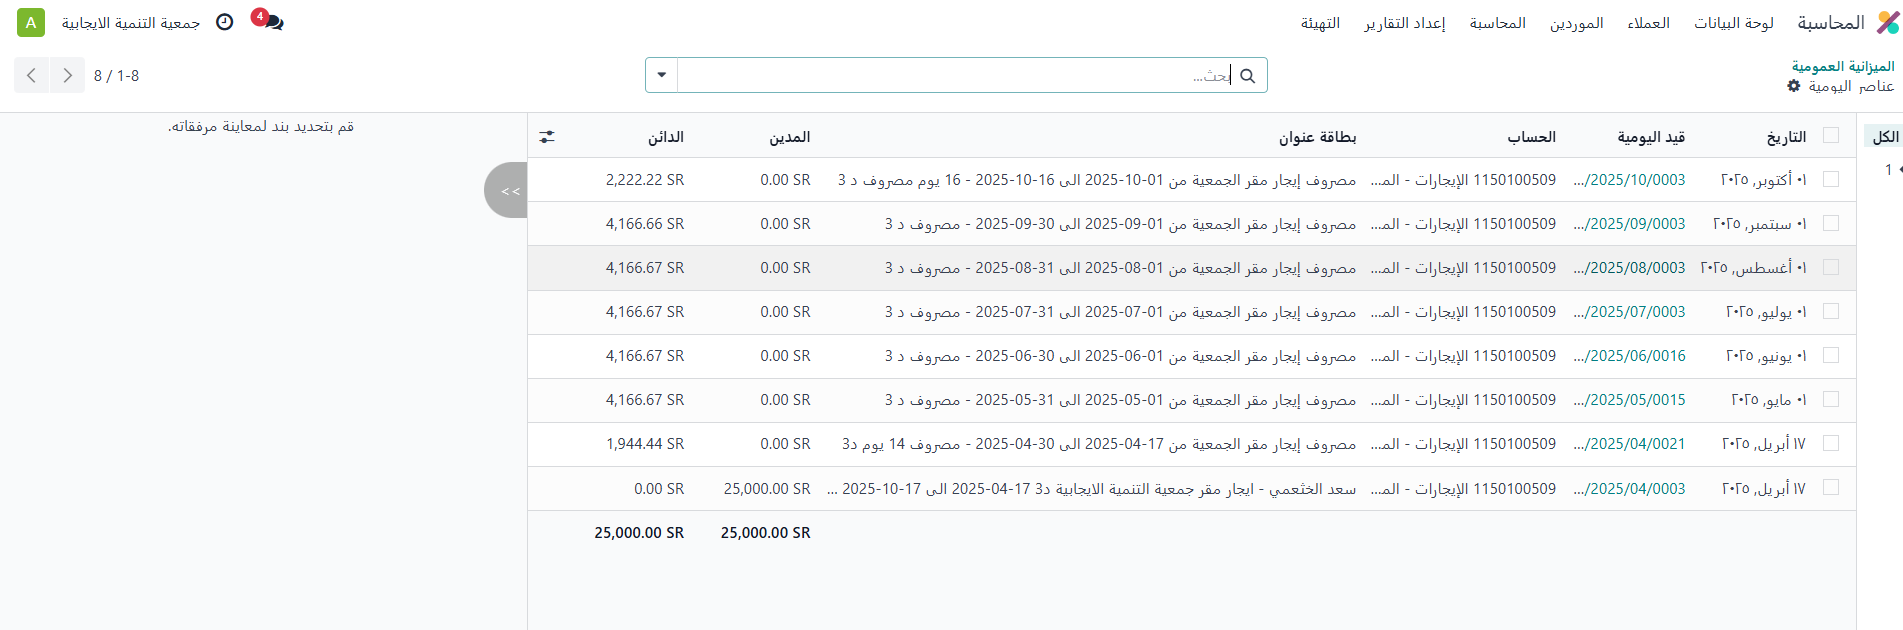 المحاسبة لوحة البيانات العملاء الموردين المحاسبة إعداد التقارير التهيئة 4 جمعية التنمية الايجابية A
الميزانية العمومية
عناصر اليومية
بحث...
8 / 1-8
الكل
1
التاريخ قيد اليومية الحساب بطاقة عنوان المدين الدائن
٠١ أكتوبر, ٢٠٢٥ .../2025/10/0003 1150100509 الإيجارات - المـ... مصروف إيجار مقر الجمعية من 01-10-2025 الى 16-10-2025 - 16 يوم مصروف د 3 0.00 SR 2,222.22 SR
٠١ سبتمبر, ٢٠٢٥ .../2025/09/0003 1150100509 الإيجارات - المـ... مصروف إيجار مقر الجمعية من 01-09-2025 الى 30-09-2025 - مصروف د 3 0.00 SR 4,166.66 SR
٠١ أغسطس, ٢٠٢٥ .../2025/08/0003 1150100509 الإيجارات - المـ... مصروف إيجار مقر الجمعية من 01-08-2025 الى 31-08-2025 - مصروف د 3 0.00 SR 4,166.67 SR
٠١ يوليو, ٢٠٢٥ .../2025/07/0003 1150100509 الإيجارات - المـ... مصروف إيجار مقر الجمعية من 01-07-2025 الى 31-07-2025 - مصروف د 3 0.00 SR 4,166.67 SR
٠١ يونيو, ٢٠٢٥ .../2025/06/0016 1150100509 الإيجارات - المـ... مصروف إيجار مقر الجمعية من 01-06-2025 الى 30-06-2025 - مصروف د 3 0.00 SR 4,166.67 SR
٠١ مايو, ٢٠٢٥ .../2025/05/0015 1150100509 الإيجارات - المـ... مصروف إيجار مقر الجمعية من 01-05-2025 الى 31-05-2025 - مصروف د 3 0.00 SR 4,166.67 SR
١٧ أبريل, ٢٠٢٥ .../2025/04/0021 1150100509 الإيجارات - المـ... مصروف إيجار مقر الجمعية من 17-04-2025 الى 30-04-2025 - مصروف 14 يوم د3 0.00 SR 1,944.44 SR
١٧ أبريل, ٢٠٢٥ .../2025/04/0003 1150100509 الإيجارات - المـ... سعد الخثعمي - ايجار مقر جمعية التنمية الايجابية د3 17-04-2025 الى 17-10-2025 ... 25,000.00 SR 0.00 SR
25,000.00 SR 25,000.00 SR
قم بتحديد بند لمعاينة مرفقاته.
>>